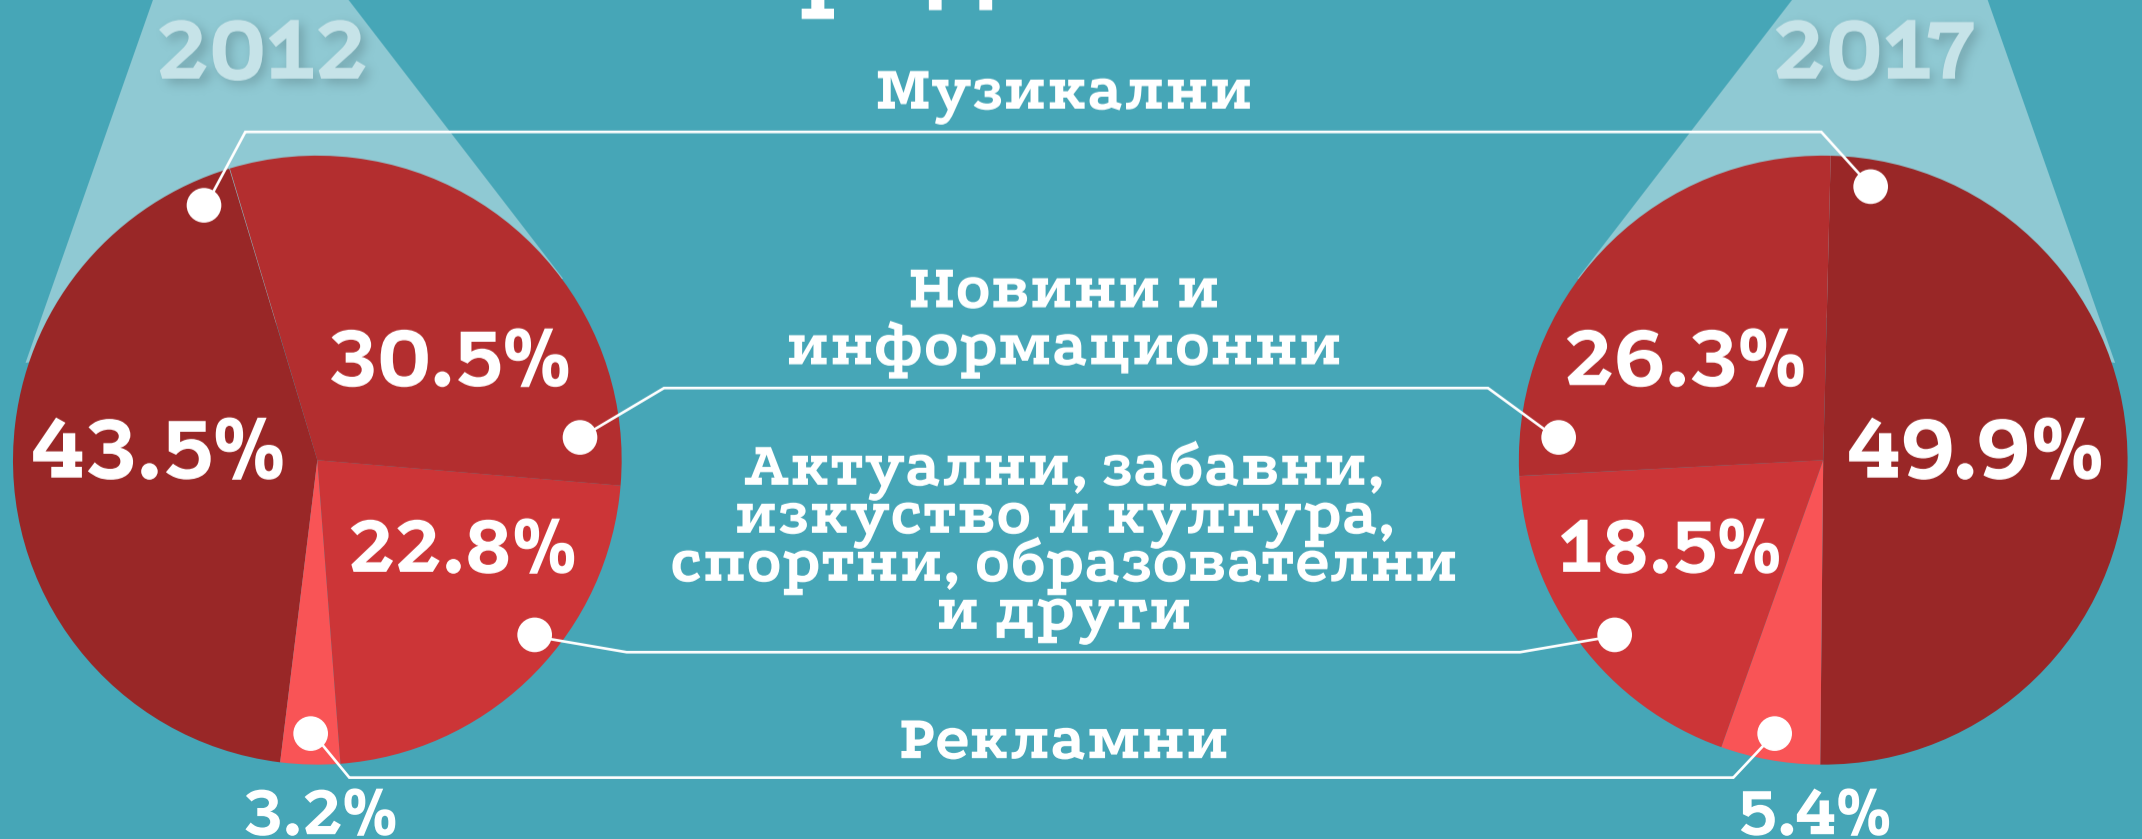 2012
2017
Музикални
Новини и
информационни
30.5%
26.3%
43.5%
49.9%
Актуални, забавни,
изкуство и култура,
спортни, образователни
и други
22.8%
18.5%
Рекламни
3.2%
5.4%